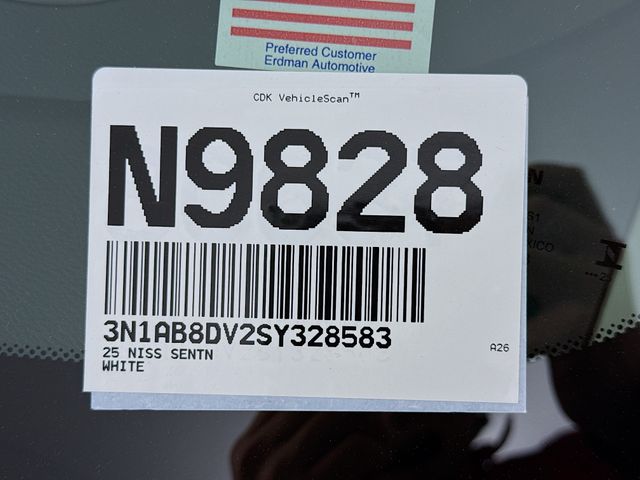 Preferred Customer
Erdman Automotive
CDK VehicleScan™
N9828
3N1AB8DV2SY328583
25 NISS SENTN
WHITE
A26